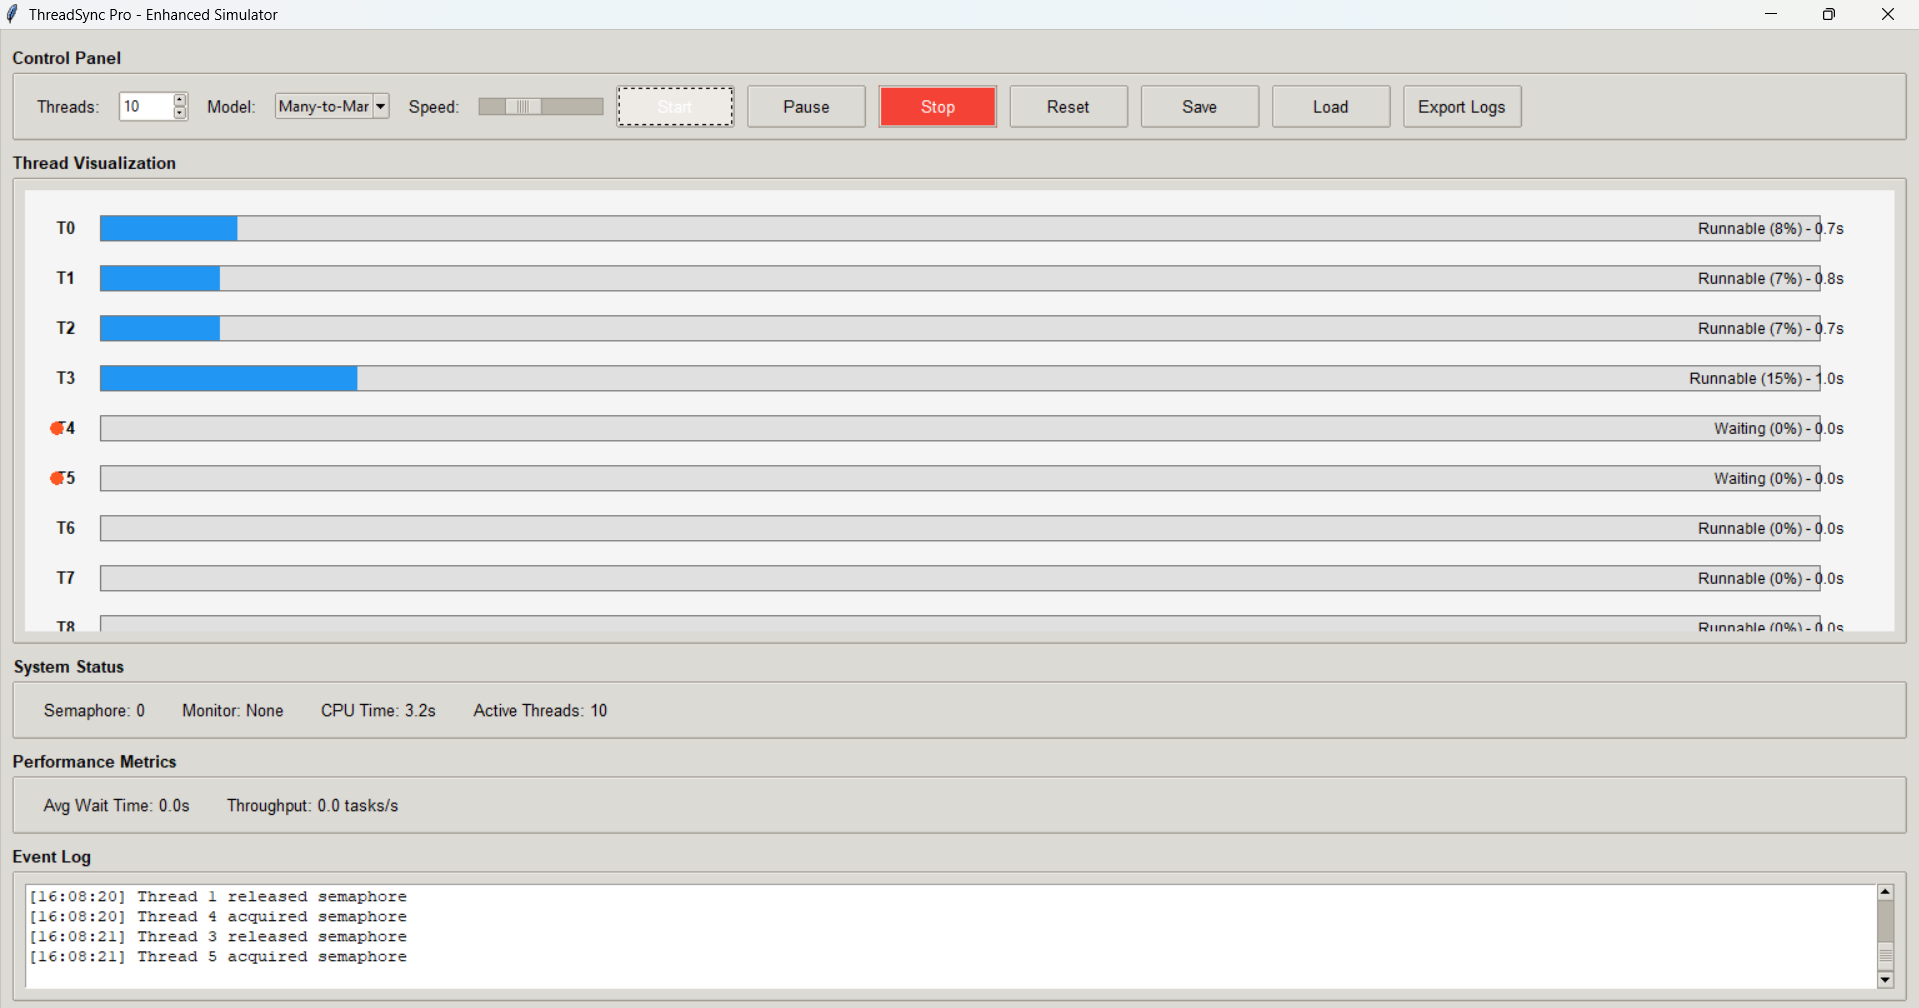 ThreadSync Pro - Enhanced Simulator
Control Panel
Threads: 10 Model: Many-to-Mar Speed: Start Pause Stop Reset Save Load Export Logs
Thread Visualization
T0 Runnable (8%) - 0.7s
T1 Runnable (7%) - 0.8s
T2 Runnable (7%) - 0.7s
T3 Runnable (15%) - 1.0s
T4 Waiting (0%) - 0.0s
T5 Waiting (0%) - 0.0s
T6 Runnable (0%) - 0.0s
T7 Runnable (0%) - 0.0s
T8 Runnable (0%) - 0.0s
System Status
Semaphore: 0 Monitor: None CPU Time: 3.2s Active Threads: 10
Performance Metrics
Avg Wait Time: 0.0s Throughput: 0.0 tasks/s
Event Log
[16:08:20] Thread 1 released semaphore
[16:08:20] Thread 4 acquired semaphore
[16:08:21] Thread 3 released semaphore
[16:08:21] Thread 5 acquired semaphore